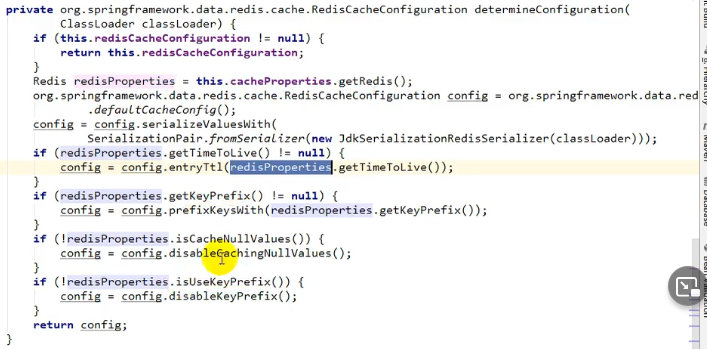 private org.springframework.data.redis.cache.RedisCacheConfiguration determineConfiguration(
ClassLoader classLoader) {
if (this.redisCacheConfiguration != null) {
return this.redisCacheConfiguration;
}
Redis redisProperties = this.cacheProperties.getRedis();
org.springframework.data.redis.cache.RedisCacheConfiguration config = org.springframework.data.red
.defaultCacheConfig();
config = config.serializeValuesWith(
SerializationPair.fromSerializer(new JdkSerializationRedisSerializer(classLoader)));
if (redisProperties.getTimeToLive() != null) {
config = config.entryTtl(redisProperties.getTimeToLive());
}
if (redisProperties.getKeyPrefix() != null) {
config = config.prefixKeysWith(redisProperties.getKeyPrefix());
}
if (!redisProperties.isCacheNullValues()) {
config = config.disableCachingNullValues();
}
if (!redisProperties.isUseKeyPrefix()) {
config = config.disableKeyPrefix();
}
return config;
}